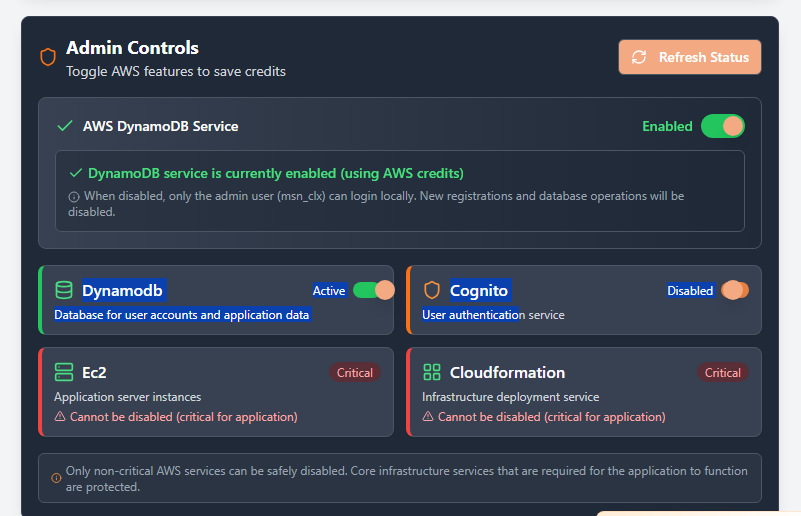 Admin Controls
Toggle AWS features to save credits
Refresh Status
AWS DynamoDB Service
Enabled
DynamoDB service is currently enabled (using AWS credits)
When disabled, only the admin user (msn_clx) can login locally. New registrations and database operations will be
disabled.
Dynamodb
Active
Database for user accounts and application data
Cognito
Disabled
User authentication service
Ec2
Critical
Application server instances
Cannot be disabled (critical for application)
Cloudformation
Critical
Infrastructure deployment service
Cannot be disabled (critical for application)
Only non-critical AWS services can be safely disabled. Core infrastructure services that are required for the application to function
are protected.